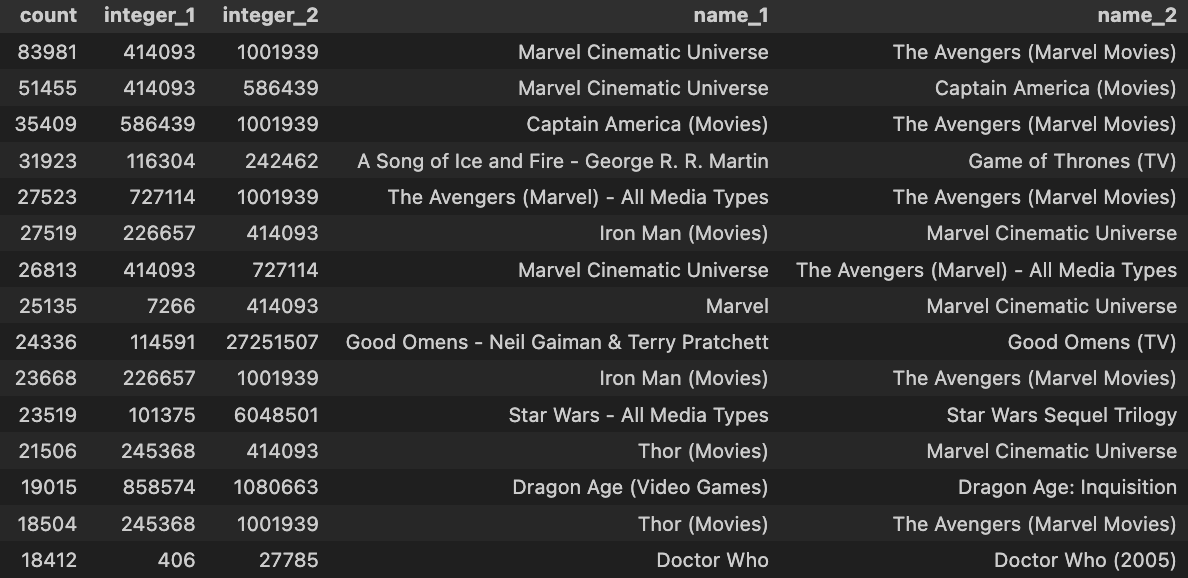 count integer_1 integer_2 name_1 name_2
83981 414093 1001939 Marvel Cinematic Universe The Avengers (Marvel Movies)
51455 414093 586439 Marvel Cinematic Universe Captain America (Movies)
35409 586439 1001939 Captain America (Movies) The Avengers (Marvel Movies)
31923 116304 242462 A Song of Ice and Fire - George R. R. Martin Game of Thrones (TV)
27523 727114 1001939 The Avengers (Marvel) - All Media Types The Avengers (Marvel Movies)
27519 226657 414093 Iron Man (Movies) Marvel Cinematic Universe
26813 414093 727114 Marvel Cinematic Universe The Avengers (Marvel) - All Media Types
25135 7266 414093 Marvel Marvel Cinematic Universe
24336 114591 27251507 Good Omens - Neil Gaiman & Terry Pratchett Good Omens (TV)
23668 226657 1001939 Iron Man (Movies) The Avengers (Marvel Movies)
23519 101375 6048501 Star Wars - All Media Types Star Wars Sequel Trilogy
21506 245368 414093 Thor (Movies) Marvel Cinematic Universe
19015 858574 1080663 Dragon Age (Video Games) Dragon Age: Inquisition
18504 245368 1001939 Thor (Movies) The Avengers (Marvel Movies)
18412 406 27785 Doctor Who Doctor Who (2005)